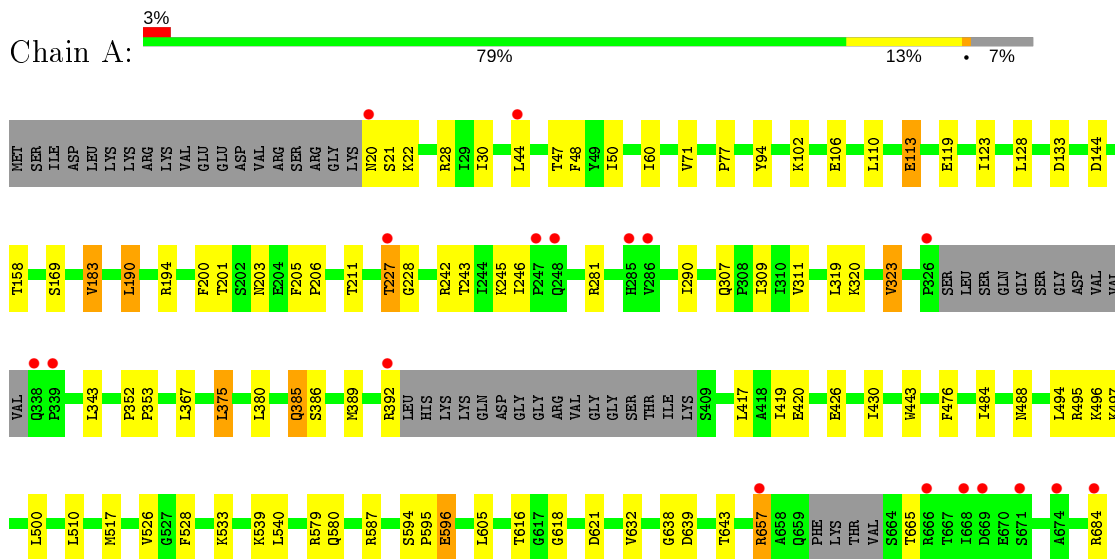 3%
Chain A:
79% 13% • 7%
MET SER ILE ASP LEU LYS LYS ARG LYS VAL GLU GLU ASP VAL ARG SER ARG GLY LYS N20 S21 K22 R28 I29 I30 L44 T47 F48 Y49 I50 I60 V71 P77 Y94 K102 E106 L110 E113 E119 I123 L128 D133 D144
T158 S169 V183 L190 R194 F200 T201 S202 N203 E204 F205 P206 T211 T227 G228 R242 T243 I244 K245 I246 P247 Q248 R281 H285 V286 I290 Q307 P308 I309 I310 V311 L319 K320 V323 P326 SER LEU SER GLN GLY SER GLY ASP VAL VAL
VAL Q338 P339 L343 P352 P353 L367 L375 L380 Q385 S386 M389 R392 LEU HIS LYS LYS GLN ASP GLY GLY ARG VAL GLY GLY SER THR ILE LYS S409 L417 A418 I419 E420 E426 I430 W443 F476 I484 N488 L494 R495 K496 K497
L500 L510 M517 V526 G527 F528 K533 K539 L540 R579 Q580 R587 S594 P595 E596 L605 T616 G617 G618 D621 V632 G638 D639 T643 R657 A658 Q659 PHE LYS THR VAL S664 T665 R666 T667 I668 D669 E670 S671 A674 R684